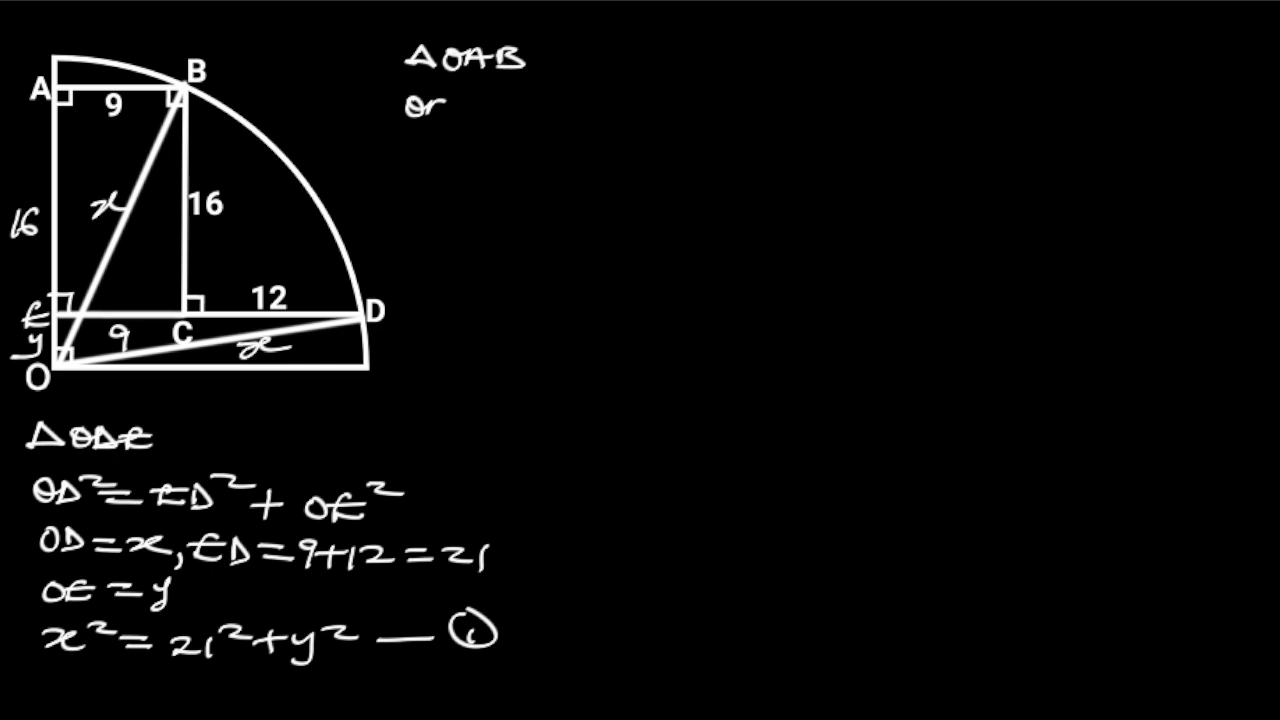 A
B
9
x
16
16
12
D
E
9
C
y
x
O
ΔOAB
Or
ΔODE
OD²=ED²+OE²
OD=x, ED=9+12=21
OE=y
x²=21²+y² — ①